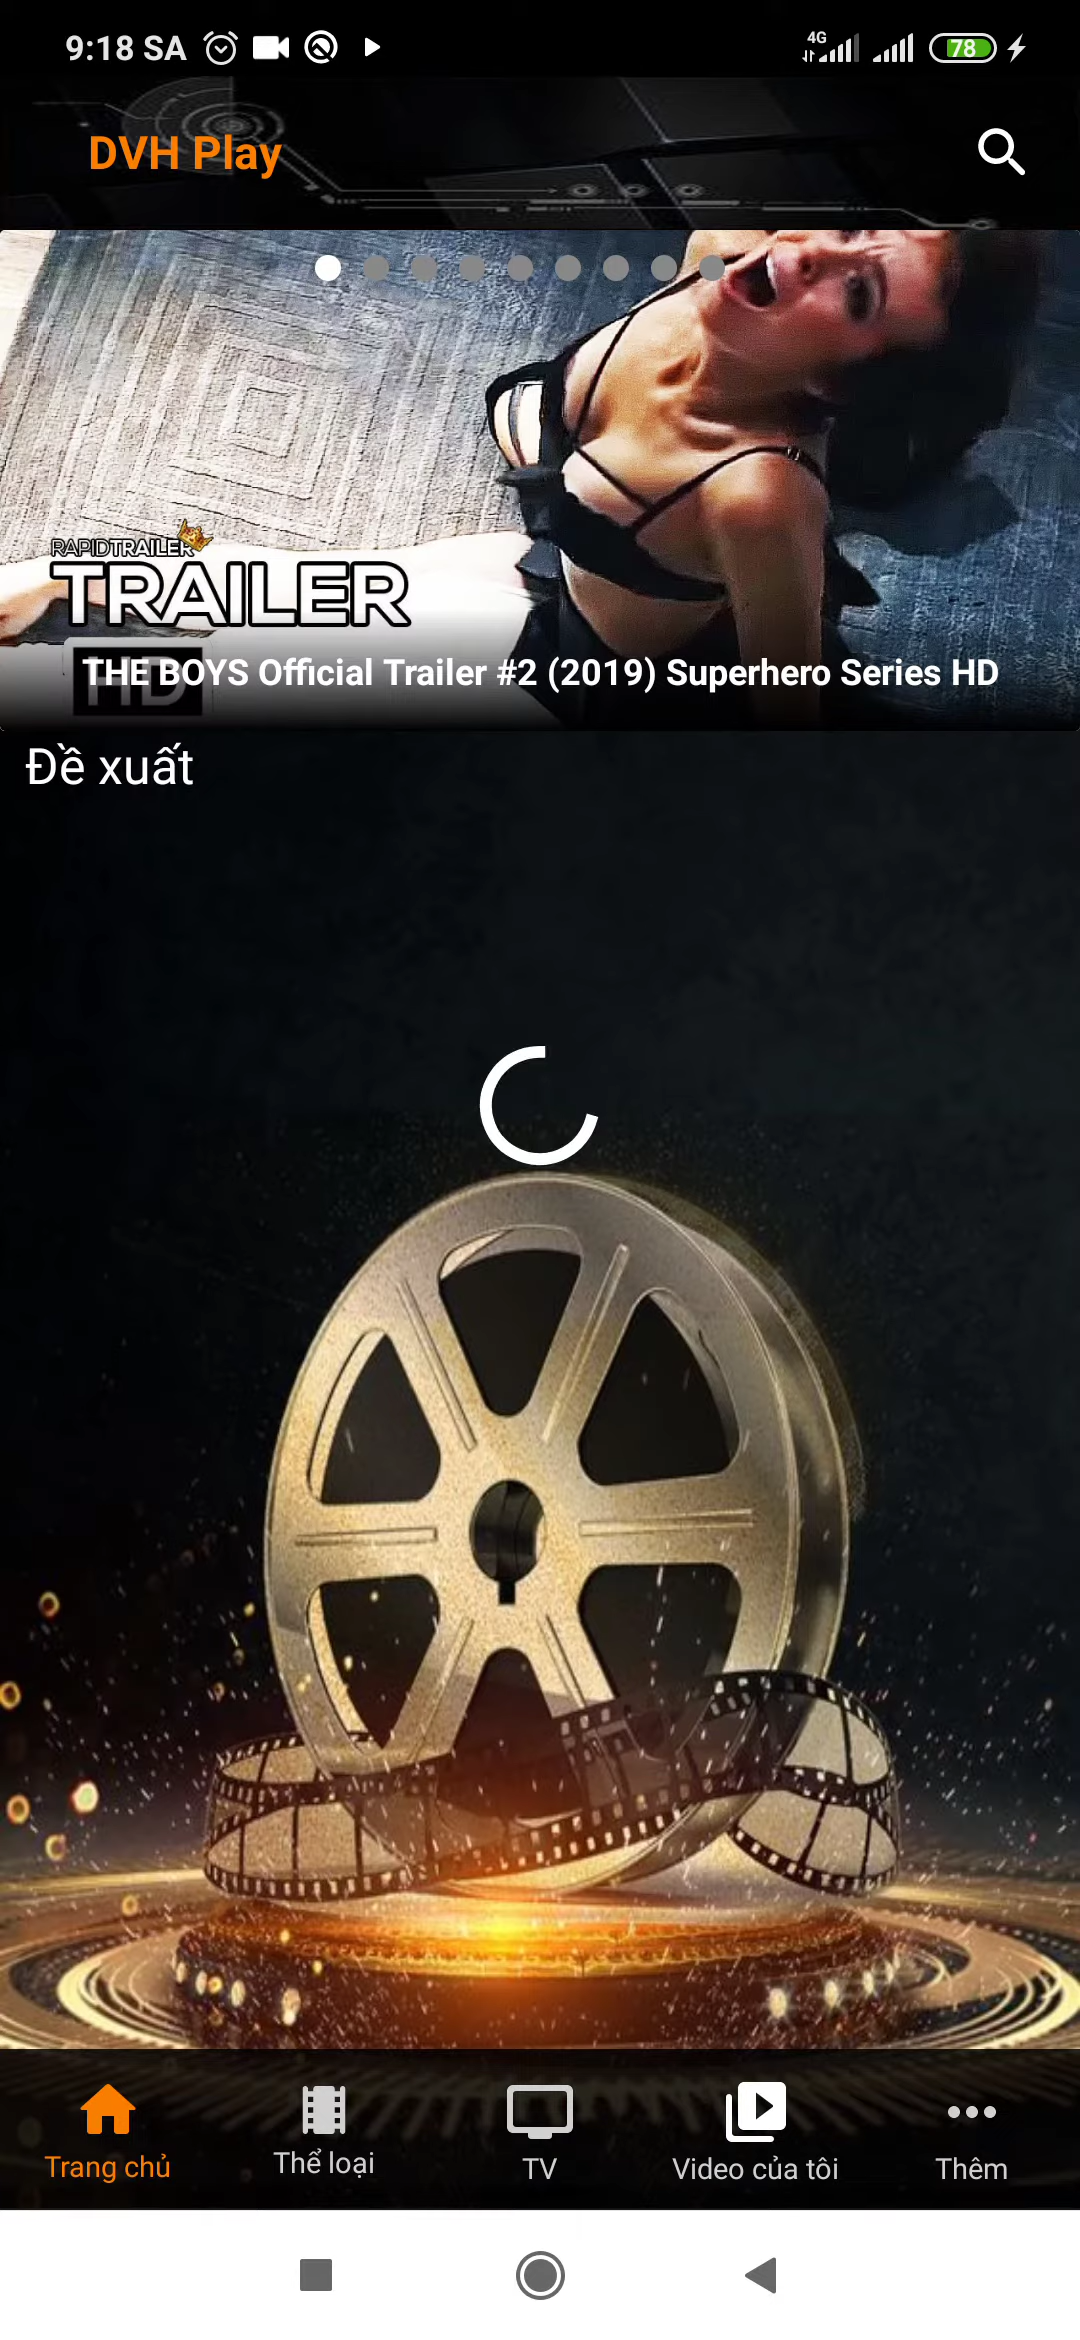 9:18 SA
4G
78
DVH Play
RAPIDTRAILER
TRAILER
HD
THE BOYS Official Trailer #2 (2019) Superhero Series HD
Đề xuất
Trang chủ
Thể loại
TV
Video của tôi
Thêm